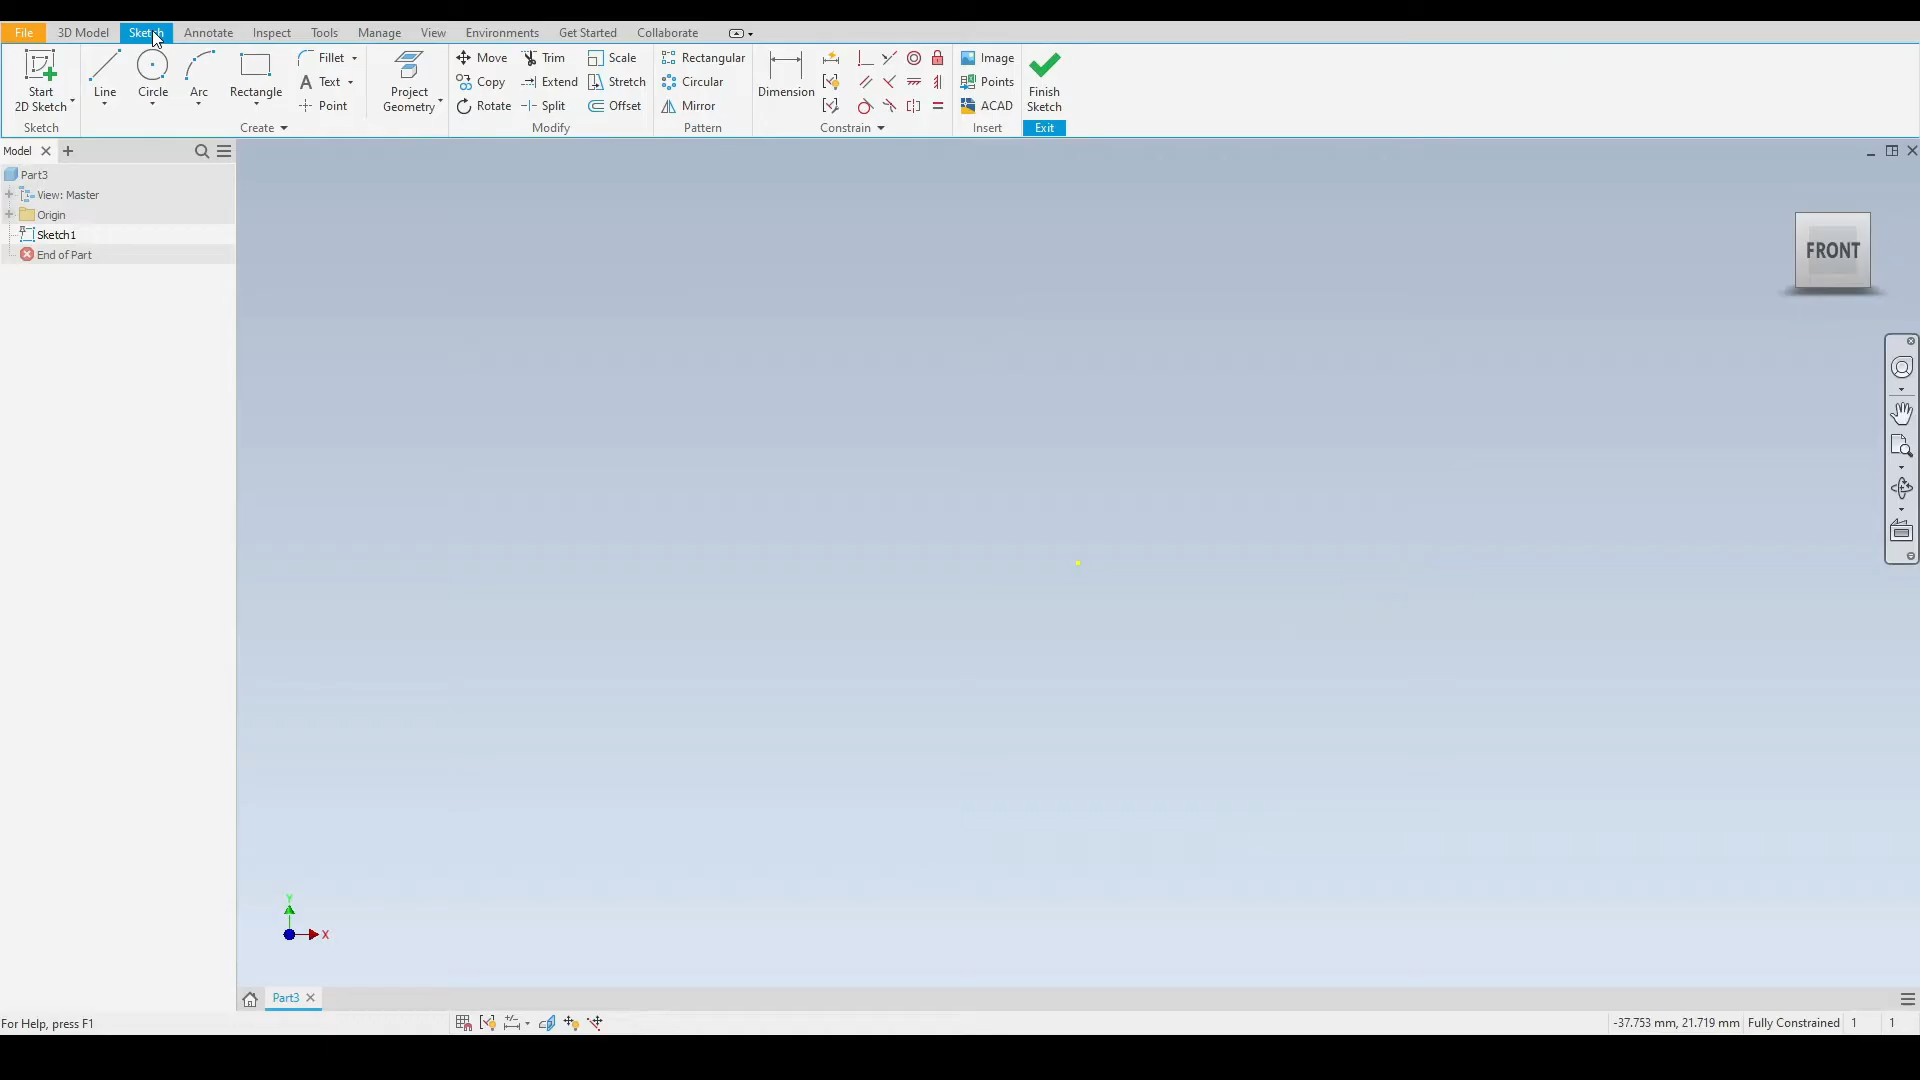 File 3D Model Sketch Annotate Inspect Tools Manage View Environments Get Started Collaborate
Start
2D Sketch
Line
Circle
Arc
Rectangle
Fillet
Text
Point
Project
Geometry
Move
Copy
Rotate
Trim
Extend
Split
Scale
Stretch
Offset
Rectangular
Circular
Mirror
Dimension
Image
Points
ACAD
Finish
Sketch
Sketch
Create
Modify
Pattern
Constrain
Insert
Exit
Model
Part3
View: Master
Origin
Sketch1
End of Part
FRONT
Y
X
Part3
For Help, press F1
-37.753 mm, 21.719 mm Fully Constrained 1 1